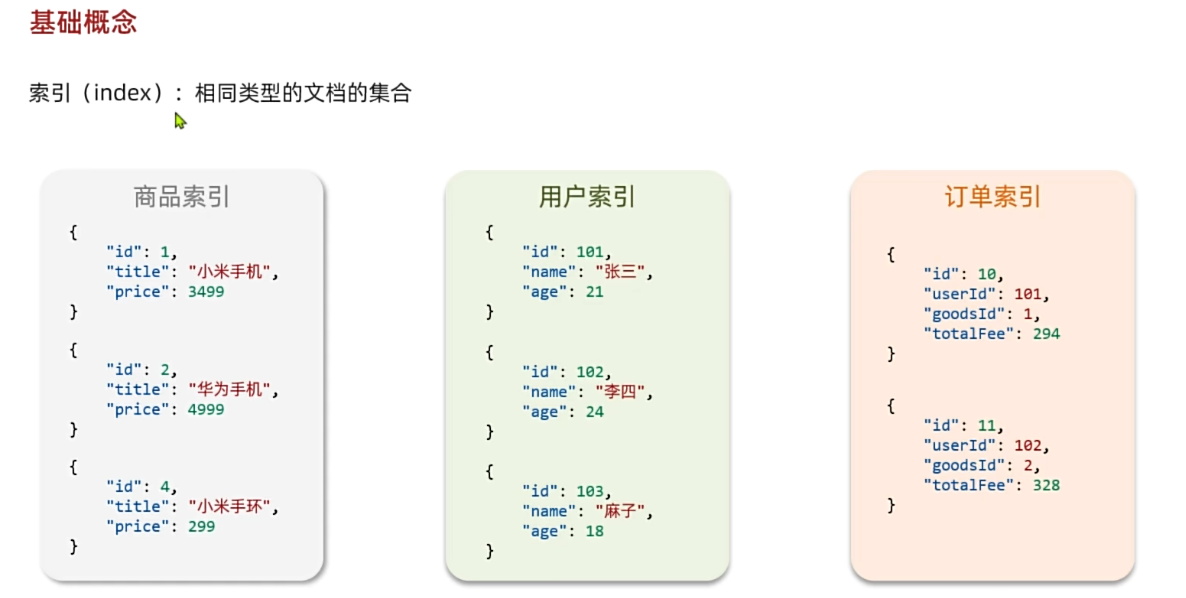 基础概念
索引（index）：相同类型的文档的集合
商品索引
{
"id": 1,
"title": "小米手机",
"price": 3499
}
{
"id": 2,
"title": "华为手机",
"price": 4999
}
{
"id": 4,
"title": "小米手环",
"price": 299
}
用户索引
{
"id": 101,
"name": "张三",
"age": 21
}
{
"id": 102,
"name": "李四",
"age": 24
}
{
"id": 103,
"name": "麻子",
"age": 18
}
订单索引
{
"id": 10,
"userId": 101,
"goodsId": 1,
"totalFee": 294
}
{
"id": 11,
"userId": 102,
"goodsId": 2,
"totalFee": 328
}